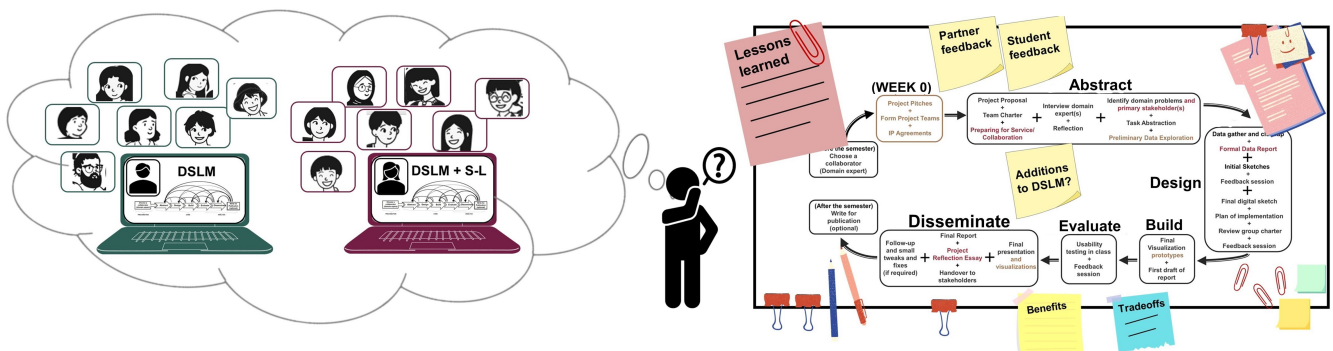 DSLM
DSLM + S-L
?
Lessons
learned
Partner
feedback
Student
feedback
(WEEK 0)
Project Pitches
+
Form Project Teams
+
IP Agreements
the semester)
Choose a
collaborator
(Domain expert)
Abstract
Project Proposal
+
Team Charter
+
Preparing for Service/
Collaboration
+
Interview domain
expert(s)
+
Reflection
+
Identify domain problems and
primary stakeholder(s)
+
Task Abstraction
+
Preliminary Data Exploration
Additions
to DSLM?
Design
Data gather and
+
Formal Data Report
+
Initial Sketches
+
Feedback session
+
Final digital sketch
+
Plan of implementation
+
Review group charter
+
Feedback session
Build
Final
Visualization
prototypes
+
First draft of
report
Evaluate
Usability
testing in class
+
Feedback
session
Disseminate
Final
presentation
and
visualizations
+
Final Report
+
Project
Reflection Essay
+
Handover to
stakeholders
+
Follow-up
and small
tweaks and
fixes
(if required)
(After the semester)
Write for
publication
(optional)
Benefits
Tradeoffs